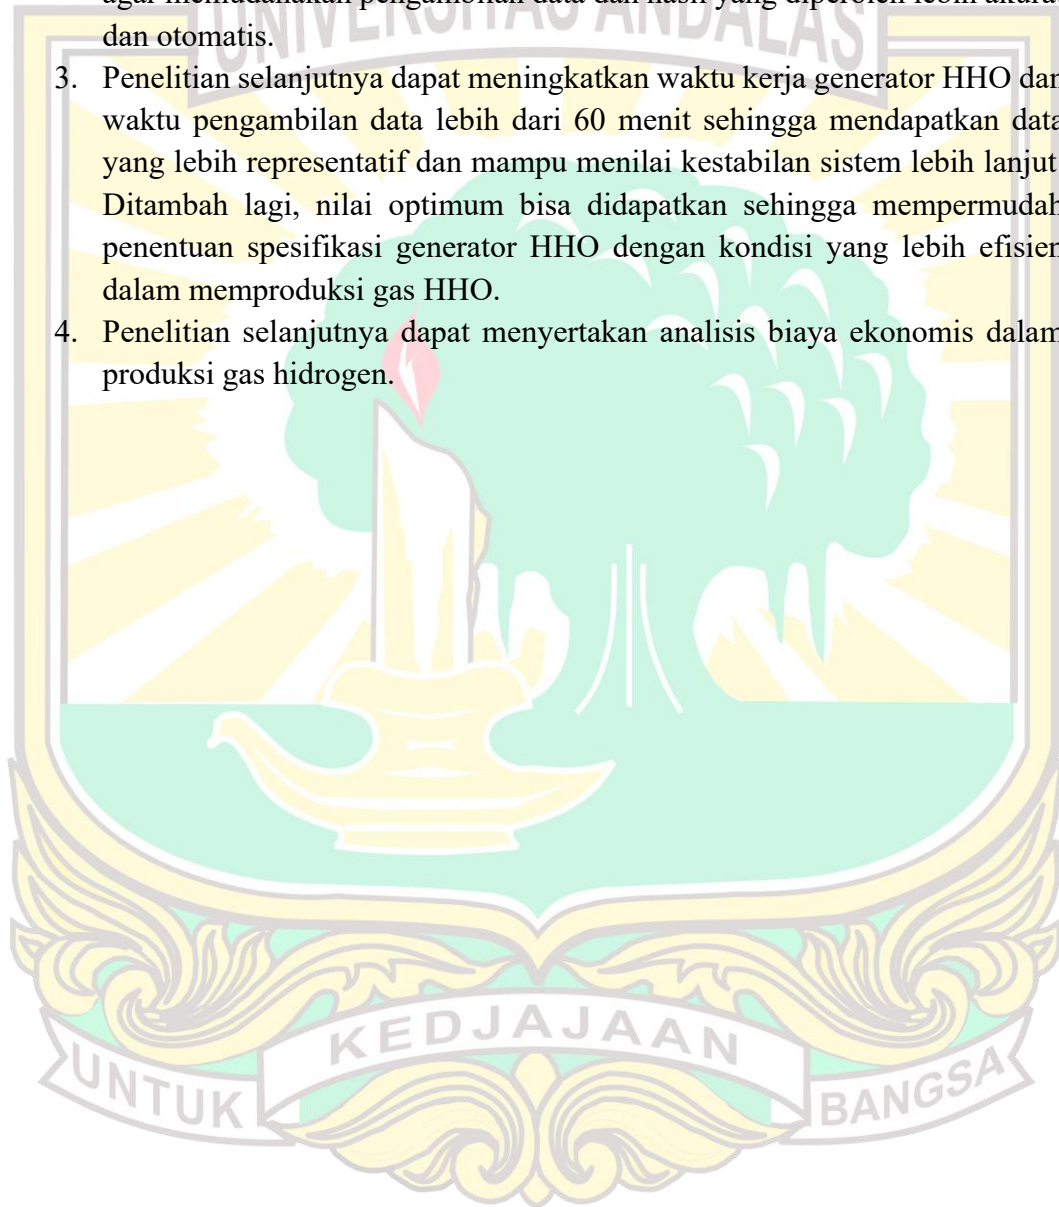 agar memudahkan pengambilan data dan hasil yang diperoleh lebih akurat
dan otomatis.
UNIVERSITAS ANDALAS
3. Penelitian selanjutnya dapat meningkatkan waktu kerja generator HHO dan
waktu pengambilan data lebih dari 60 menit sehingga mendapatkan data
yang lebih representatif dan mampu menilai kestabilan sistem lebih lanjut.
Ditambah lagi, nilai optimum bisa didapatkan sehingga mempermudah
penentuan spesifikasi generator HHO dengan kondisi yang lebih efisien
dalam memproduksi gas HHO.
4. Penelitian selanjutnya dapat menyertakan analisis biaya ekonomis dalam
produksi gas hidrogen.
UNTUK KEDJAJAAN BANGSA